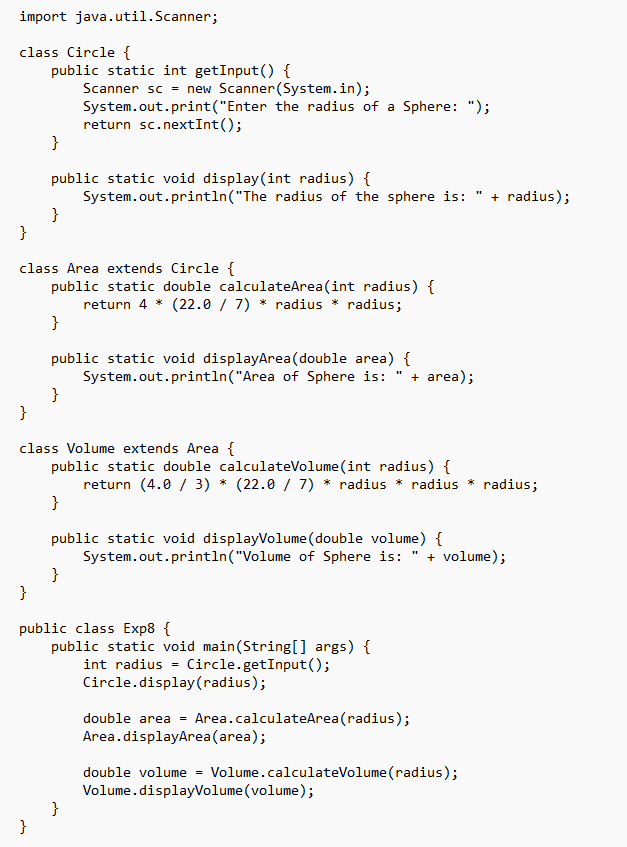 import java.util.Scanner;

class Circle {
    public static int getInput() {
        Scanner sc = new Scanner(System.in);
        System.out.print("Enter the radius of a Sphere: ");
        return sc.nextInt();
    }

    public static void display(int radius) {
        System.out.println("The radius of the sphere is: " + radius);
    }
}

class Area extends Circle {
    public static double calculateArea(int radius) {
        return 4 * (22.0 / 7) * radius * radius;
    }

    public static void displayArea(double area) {
        System.out.println("Area of Sphere is: " + area);
    }
}

class Volume extends Area {
    public static double calculateVolume(int radius) {
        return (4.0 / 3) * (22.0 / 7) * radius * radius * radius;
    }

    public static void displayVolume(double volume) {
        System.out.println("Volume of Sphere is: " + volume);
    }
}

public class Exp8 {
    public static void main(String[] args) {
        int radius = Circle.getInput();
        Circle.display(radius);

        double area = Area.calculateArea(radius);
        Area.displayArea(area);

        double volume = Volume.calculateVolume(radius);
        Volume.displayVolume(volume);
    }
}